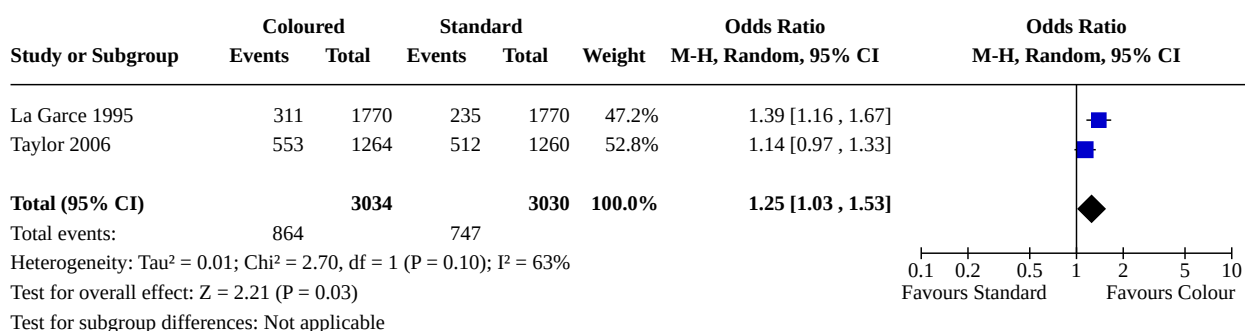 Coloured Standard Odds Ratio Odds Ratio
Study or Subgroup Events Total Events Total Weight M-H, Random, 95% CI M-H, Random, 95% CI
La Garce 1995 311 1770 235 1770 47.2% 1.39 [1.16 , 1.67]
Taylor 2006 553 1264 512 1260 52.8% 1.14 [0.97 , 1.33]
Total (95% CI) 3034 3030 100.0% 1.25 [1.03 , 1.53]
Total events: 864 747
Heterogeneity: Tau² = 0.01; Chi² = 2.70, df = 1 (P = 0.10); I² = 63%
0.1 0.2 0.5 1 2 5 10
Test for overall effect: Z = 2.21 (P = 0.03) Favours Standard Favours Colour
Test for subgroup differences: Not applicable